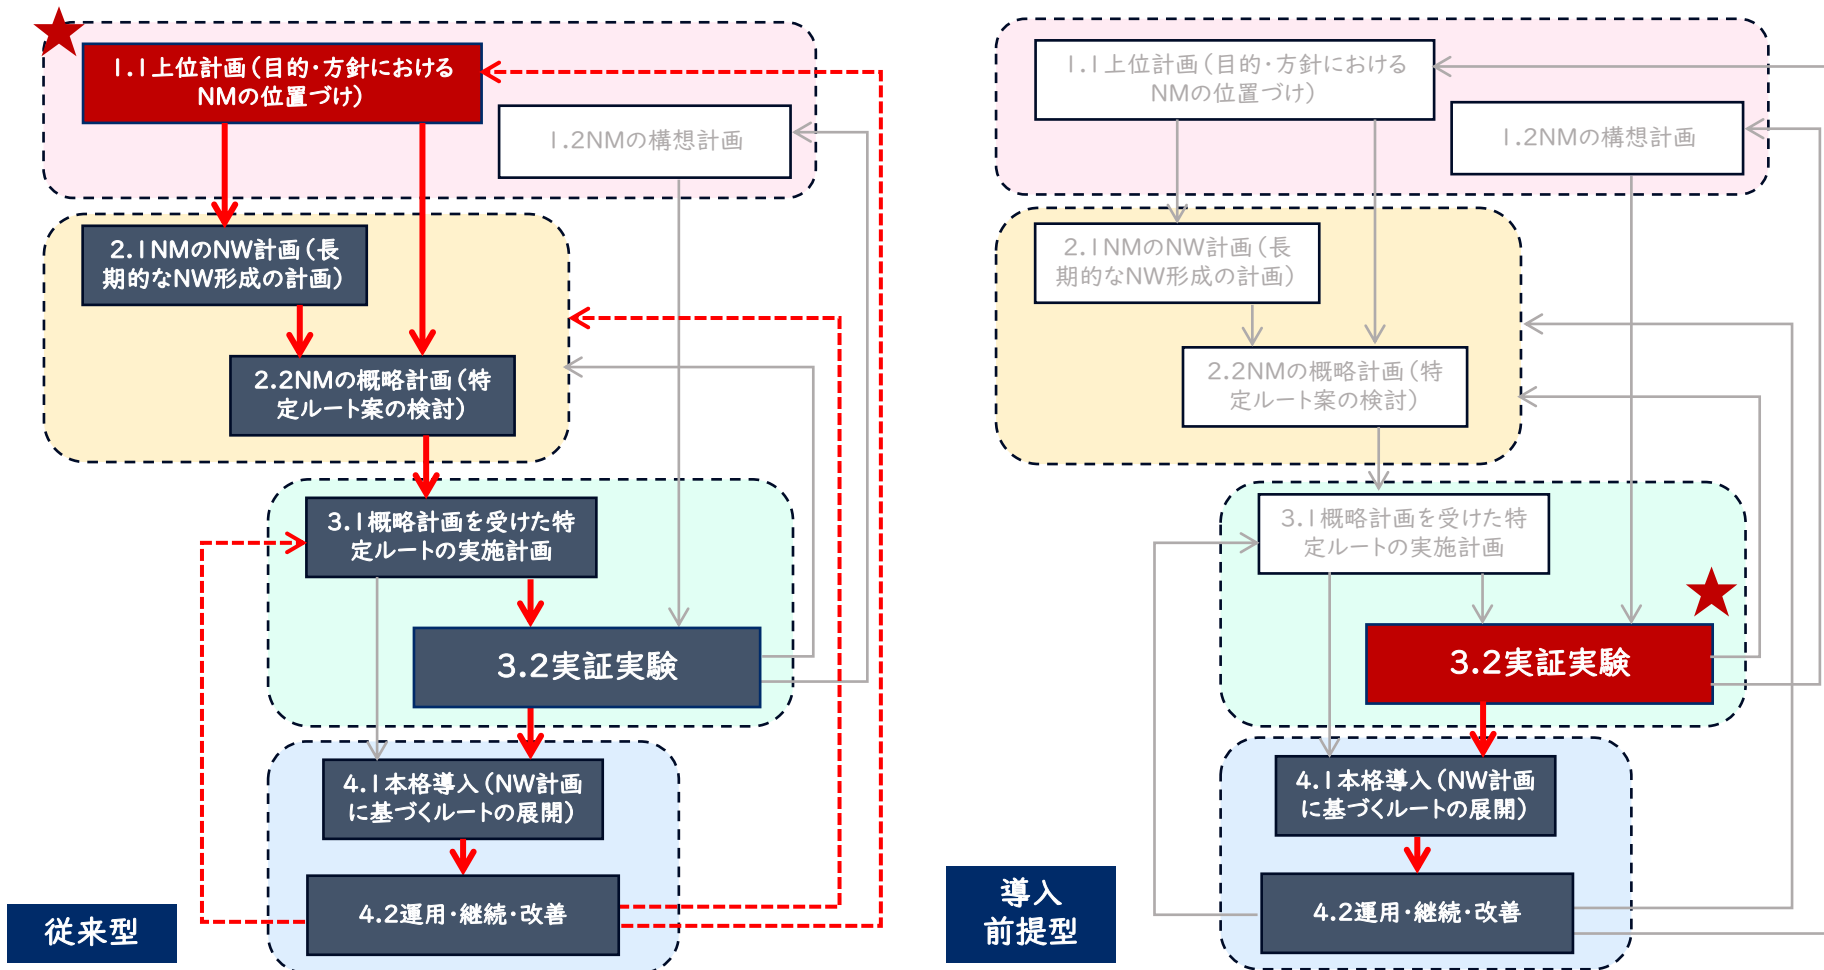 1.1上位計画(目的・方針における
NMの位置づけ)
1.2NMの構想計画
2.1NMのNW計画(長
期的なNW形成の計画)
2.2NMの概略計画(特
定ルート案の検討)
3.1概略計画を受けた特
定ルートの実施計画
3.2実証実験
4.1本格導入(NW計画
に基づくルートの展開)
4.2運用・継続・改善
従来型
1.1上位計画(目的・方針における
NMの位置づけ)
1.2NMの構想計画
2.1NMのNW計画(長
期的なNW形成の計画)
2.2NMの概略計画(特
定ルート案の検討)
3.1概略計画を受けた特
定ルートの実施計画
3.2実証実験
4.1本格導入(NW計画
に基づくルートの展開)
4.2運用・継続・改善
導入
前提型